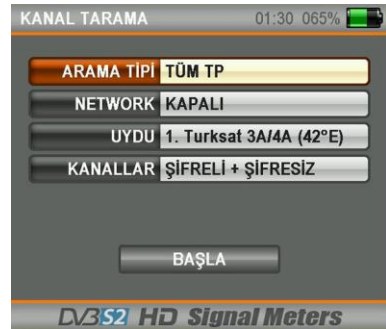 KANAL TARAMA 01:30 065%
ARAMA TİPİ TÜM TP
NETWORK KAPALI
UYDU 1. Turksat 3A/4A (42°E)
KANALLAR ŞİFRELİ + ŞİFRESİZ
BAŞLA
DVB S2 HD Signal Meters